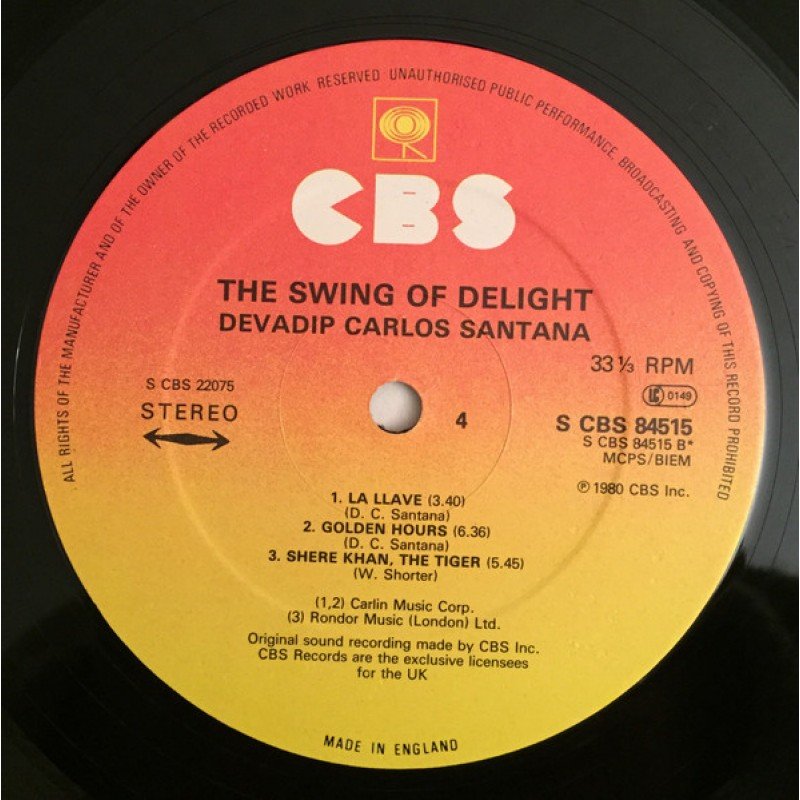 ALL RIGHTS OF THE MANUFACTURER AND OF THE OWNER OF THE RECORDED WORK RESERVED UNAUTHORISED PUBLIC PERFORMANCE, BROADCASTING AND COPYING OF THIS RECORD PROHIBITED
CBS
THE SWING OF DELIGHT
DEVADIP CARLOS SANTANA
33⅓ RPM
S CBS 22075
STEREO
LC 0149
4
S CBS 84515
S CBS 84515 B*
MCPS/BIEM
℗ 1980 CBS Inc.
1. LA LLAVE (3.40)
(D. C. Santana)
2. GOLDEN HOURS (6.36)
(D. C. Santana)
3. SHERE KHAN, THE TIGER (5.45)
(W. Shorter)
(1,2) Carlin Music Corp.
(3) Rondor Music (London) Ltd.
Original sound recording made by CBS Inc.
CBS Records are the exclusive licensees
for the UK
MADE IN ENGLAND